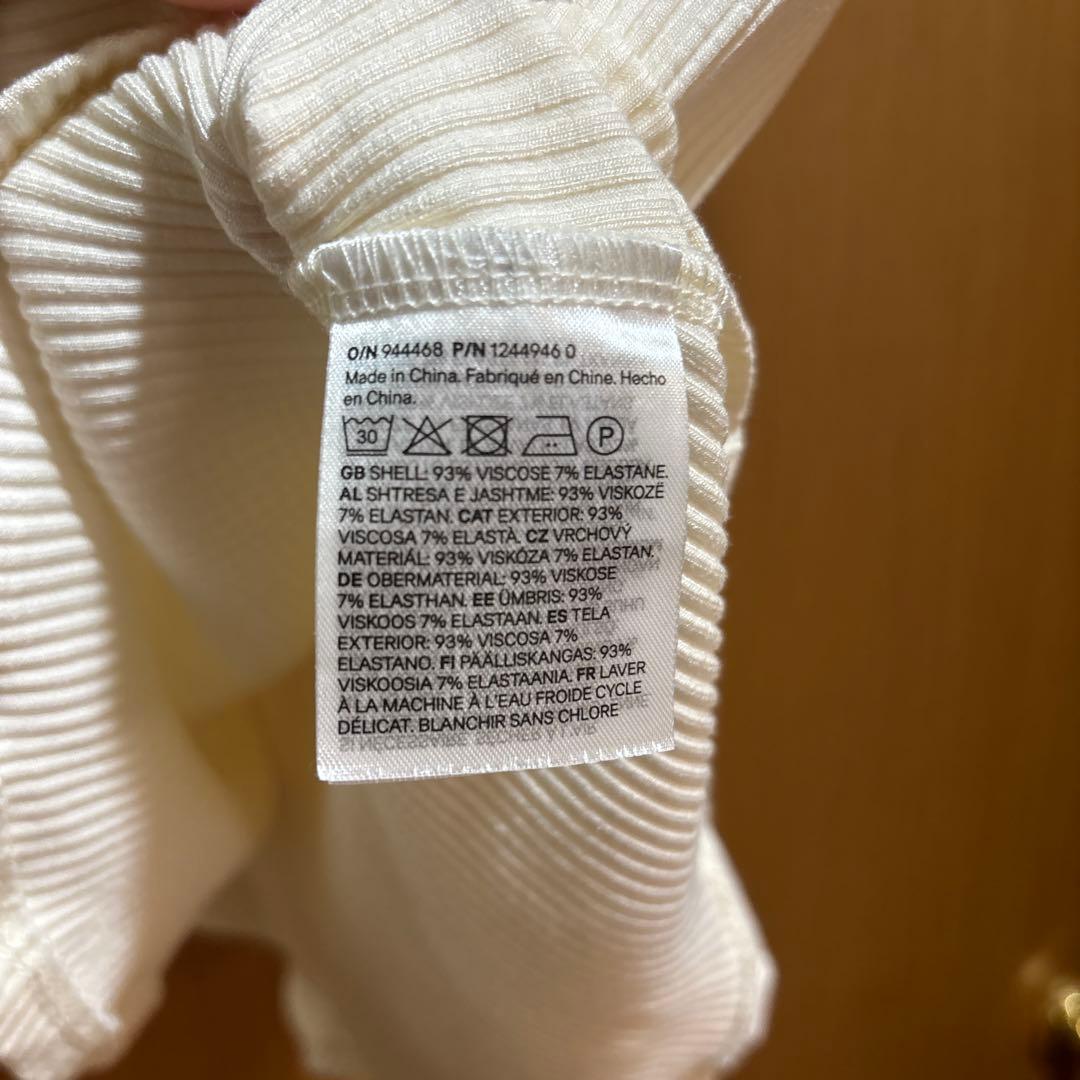 O/N 944468 P/N 1244946 0
Made in China. Fabriqué en Chine. Hecho
en China.
30 P
GB SHELL: 93% VISCOSE 7% ELASTANE.
AL SHTRESA E JASHTME: 93% VISKOZË
7% ELASTAN. CAT EXTERIOR: 93%
VISCOSA 7% ELASTÀ. CZ VRCHOVÝ
MATERIÁL: 93% VISKÓZA 7% ELASTAN.
DE OBERMATERIAL: 93% VISKOSE
7% ELASTHAN. EE ÜMBRIS: 93%
VISKOOS 7% ELASTAAN. ES TELA
EXTERIOR: 93% VISCOSA 7%
ELASTANO. FI PÄÄLLISKANGAS: 93%
VISKOOSIA 7% ELASTAANIA. FR LAVER
À LA MACHINE À L'EAU FROIDE CYCLE
DÉLICAT. BLANCHIR SANS CHLORE